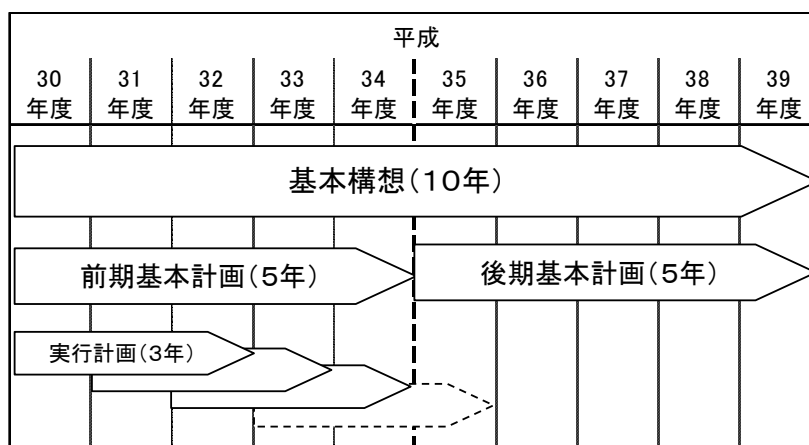 平成
30 31 32 33 34 35 36 37 38 39
年度 年度 年度 年度 年度 年度 年度 年度 年度 年度
基本構想（１０年）
前期基本計画（５年） 後期基本計画（５年）
実行計画（３年）